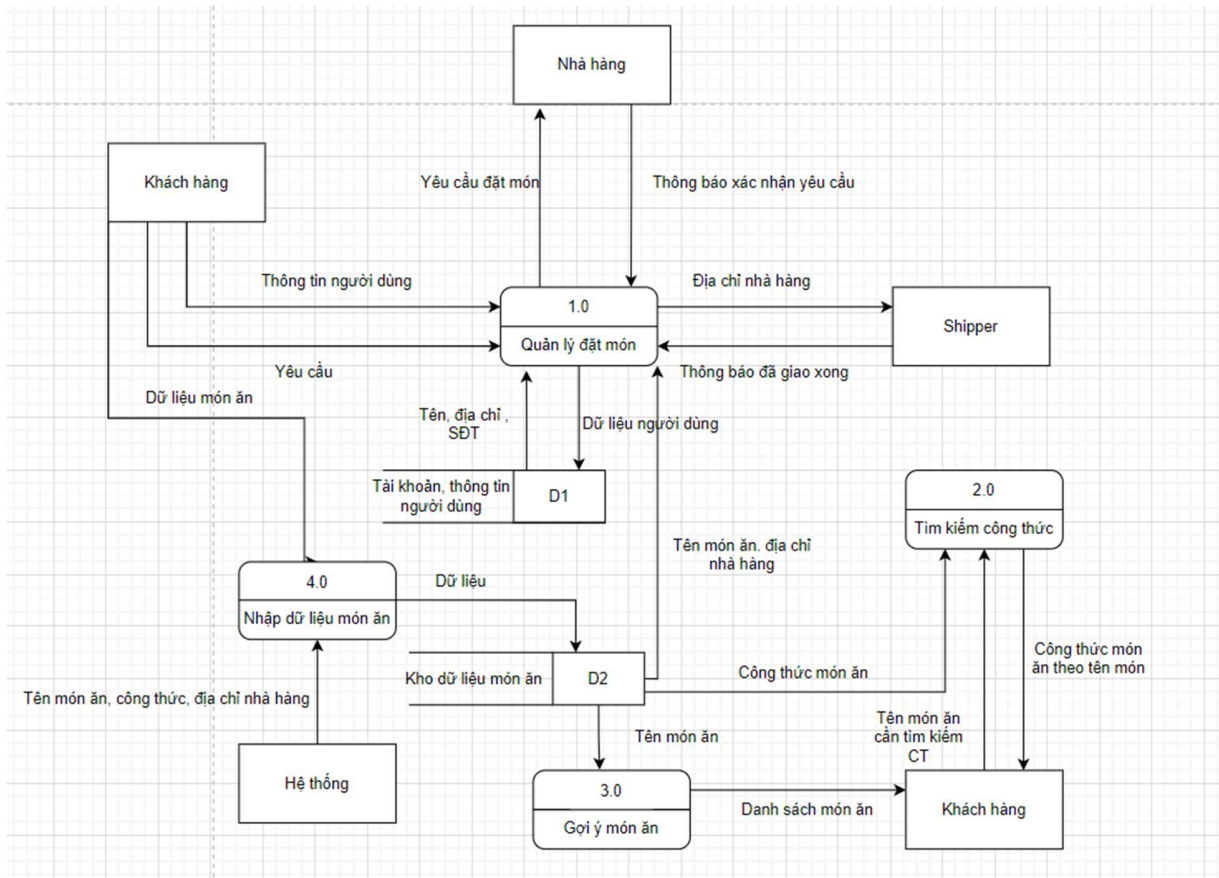 Nhà hàng
Khách hàng
Yêu cầu đặt món
Thông báo xác nhận yêu cầu
Thông tin người dùng
Địa chỉ nhà hàng
1.0
Quản lý đặt món
Shipper
Yêu cầu
Thông báo đã giao xong
Dữ liệu món ăn
Tên, địa chỉ ,
SĐT
Dữ liệu người dùng
Tài khoản, thông tin
người dùng
D1
2.0
Tìm kiếm công thức
Tên món ăn. địa chỉ
nhà hàng
4.0
Nhập dữ liệu món ăn
Dữ liệu
Kho dữ liệu món ăn
D2
Công thức món ăn
Công thức món
ăn theo tên món
Tên món ăn, công thức, địa chỉ nhà hàng
Tên món ăn
Tên món ăn
cần tìm kiếm
CT
Hệ thống
3.0
Gợi ý món ăn
Danh sách món ăn
Khách hàng